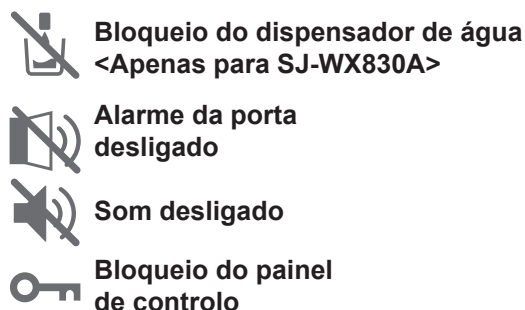 Bloqueio do dispensador de água
<Apenas para SJ-WX830A>
Alarme da porta
desligado
Som desligado
Bloqueio do painel
de controlo